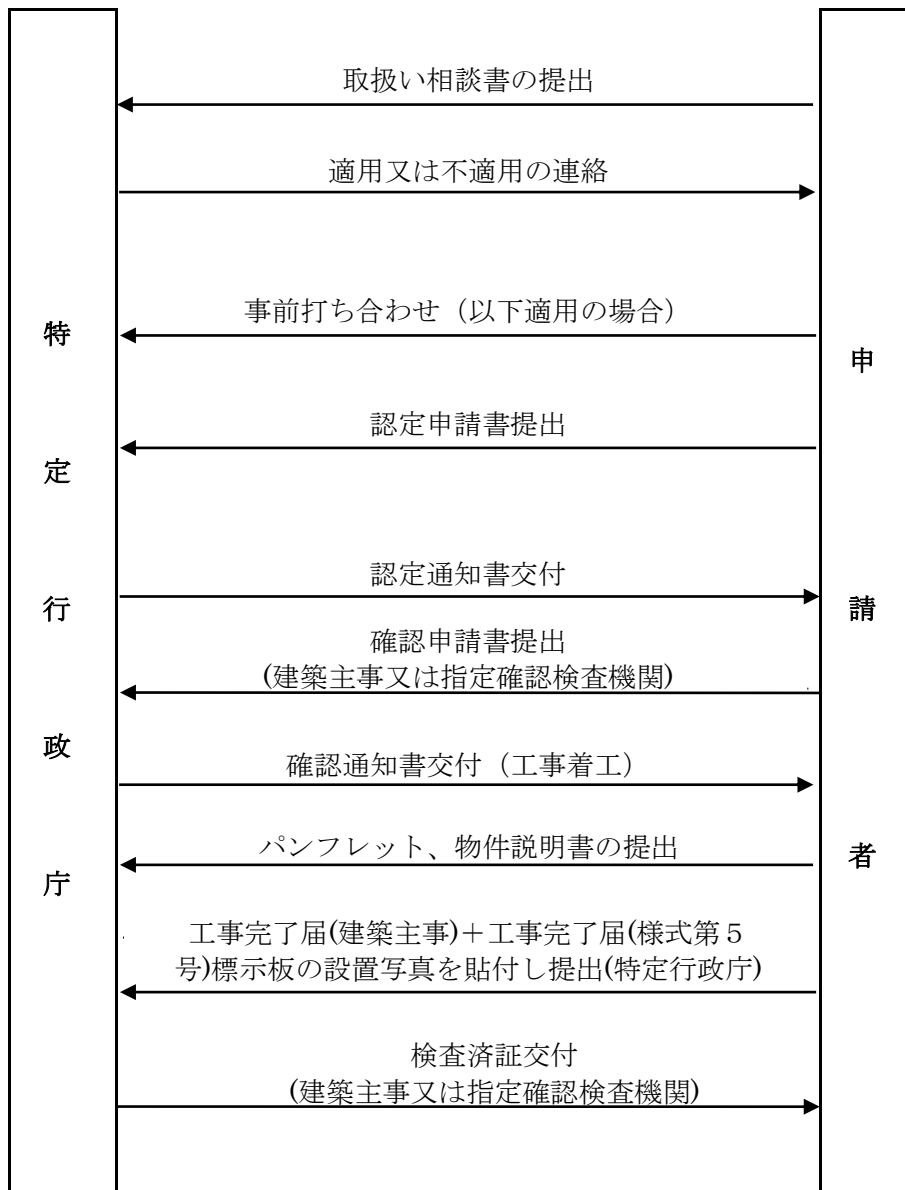 取扱い相談書の提出
適用又は不適用の連絡
事前打ち合わせ（以下適用の場合）
認定申請書提出
認定通知書交付
確認申請書提出
(建築主事又は指定確認検査機関)
確認通知書交付（工事着工）
パンフレット、物件説明書の提出
工事完了届(建築主事)＋工事完了届(様式第５
号)標示板の設置写真を貼付し提出(特定行政庁)
検査済証交付
(建築主事又は指定確認検査機関)
特定行政庁
申請者